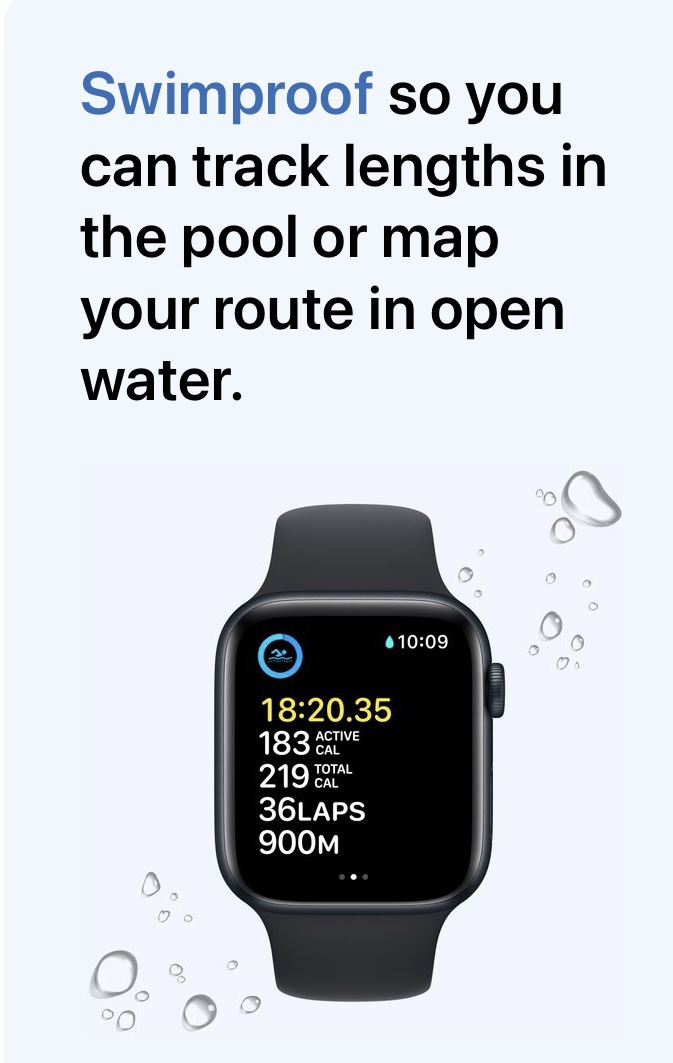 Swimproof so you
can track lengths in
the pool or map
your route in open
water.
10:09
18:20.35
183 ACTIVE CAL
219 TOTAL CAL
36LAPS
900M